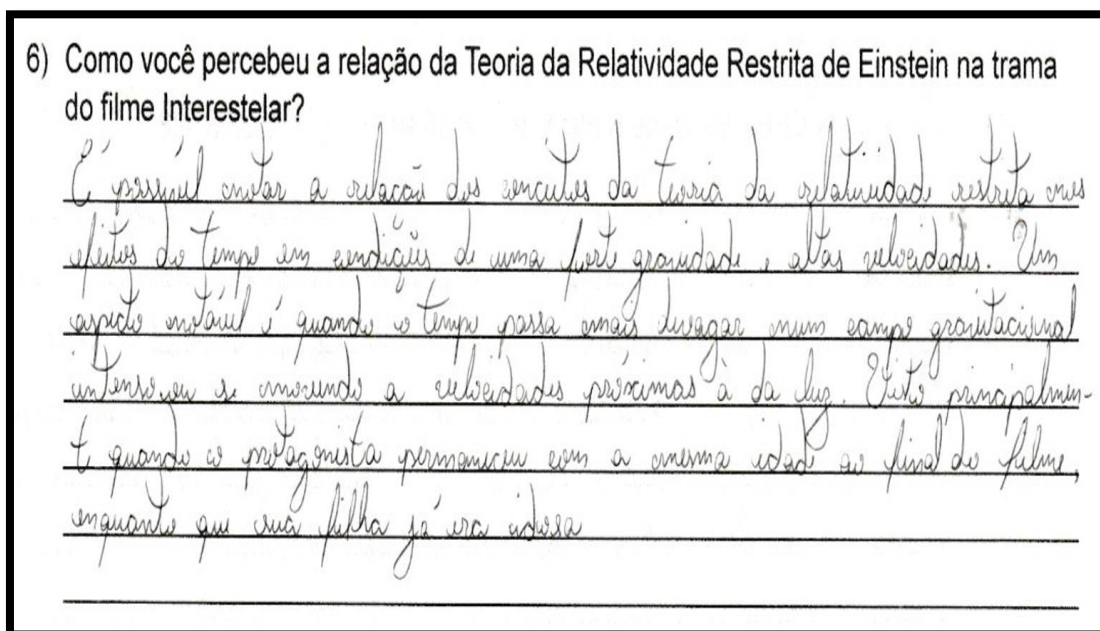 6) Como você percebeu a relação da Teoria da Relatividade Restrita de Einstein na trama
do filme Interestelar?
É possível notar a relação dos conceitos da teoria da relatividade restrita nos
efeitos do tempo em condições de uma forte gravidade e altas velocidades. Um
aspecto notável é quando o tempo passa mais devagar num campo gravitacional
intenso ou se movendo a velocidades próximas à da luz. Visto principalmen-
te quando o protagonista permaneceu com a mesma idade ao final do filme,
enquanto que sua filha já era idosa